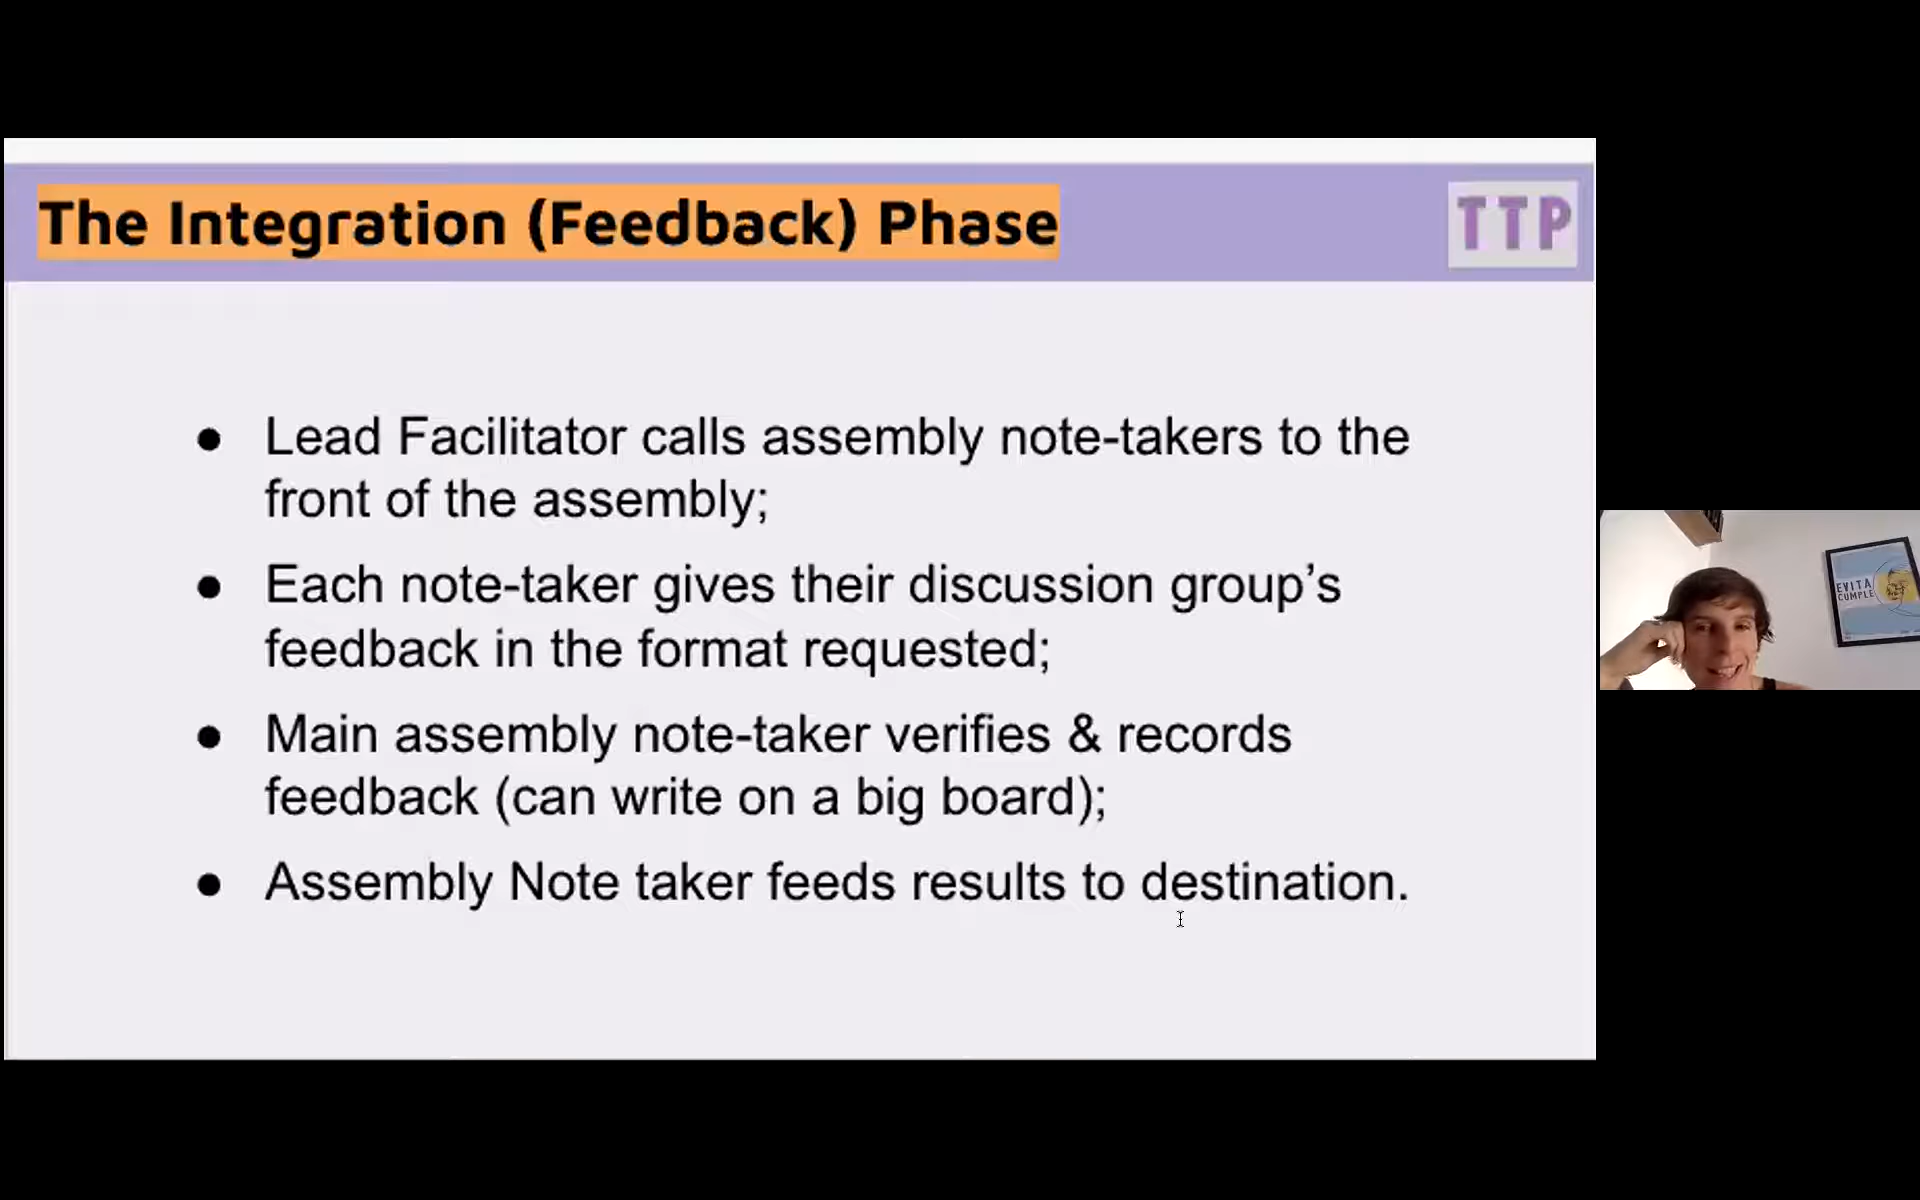 The Integration (Feedback) Phase
TTP
● Lead Facilitator calls assembly note-takers to the
front of the assembly;
● Each note-taker gives their discussion group’s
feedback in the format requested;
● Main assembly note-taker verifies & records
feedback (can write on a big board);
● Assembly Note taker feeds results to destination.
EVITA
CUMPLE